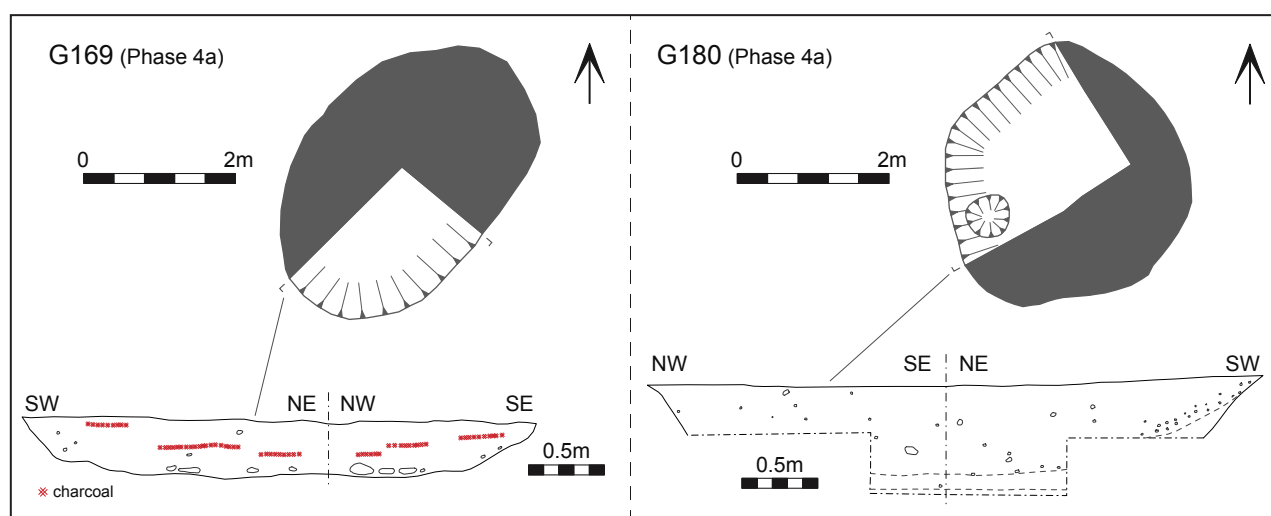 G169 (Phase 4a)
0 2m
SW NE NW SE
0.5m
charcoal
G180 (Phase 4a)
0 2m
NW SE NE SW
0.5m